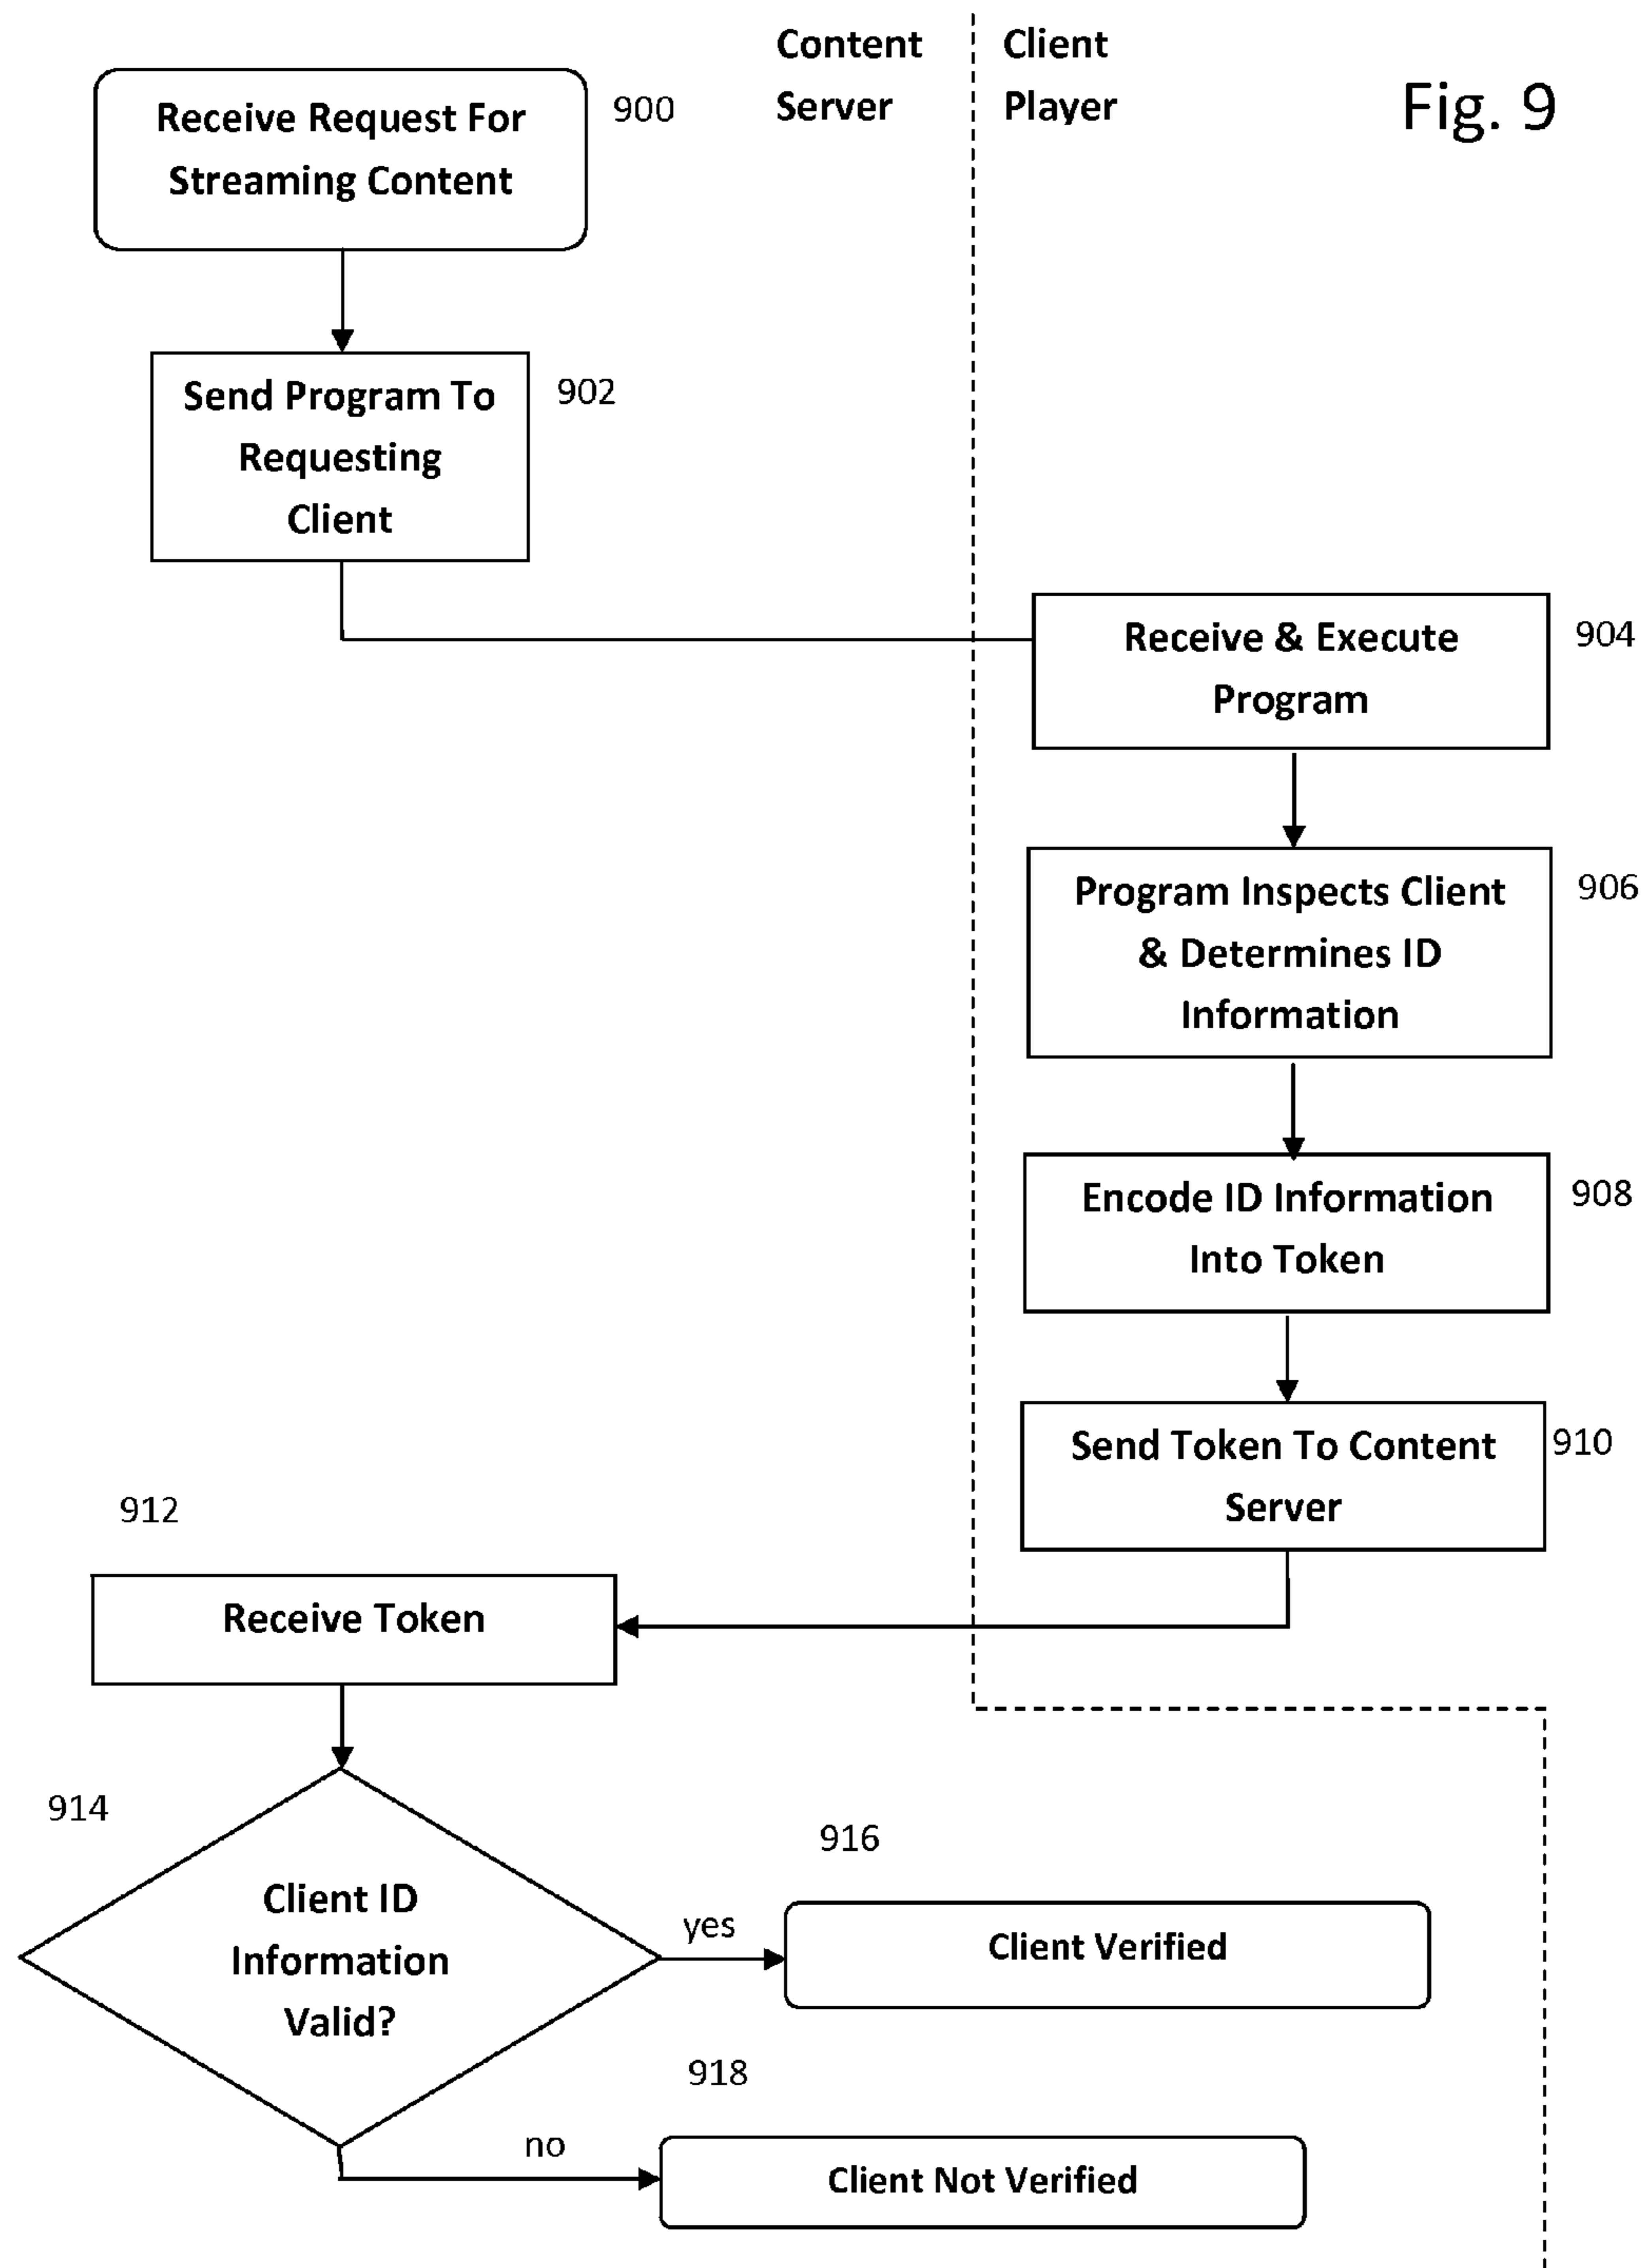 Content
Server
Client
Player
Fig. 9
Receive Request For
Streaming Content
900
Send Program To
Requesting
Client
902
Receive & Execute
Program
904
Program Inspects Client
& Determines ID
Information
906
Encode ID Information
Into Token
908
Send Token To Content
Server
910
912
Receive Token
914
Client ID
Information
Valid?
yes
916
Client Verified
no
918
Client Not Verified